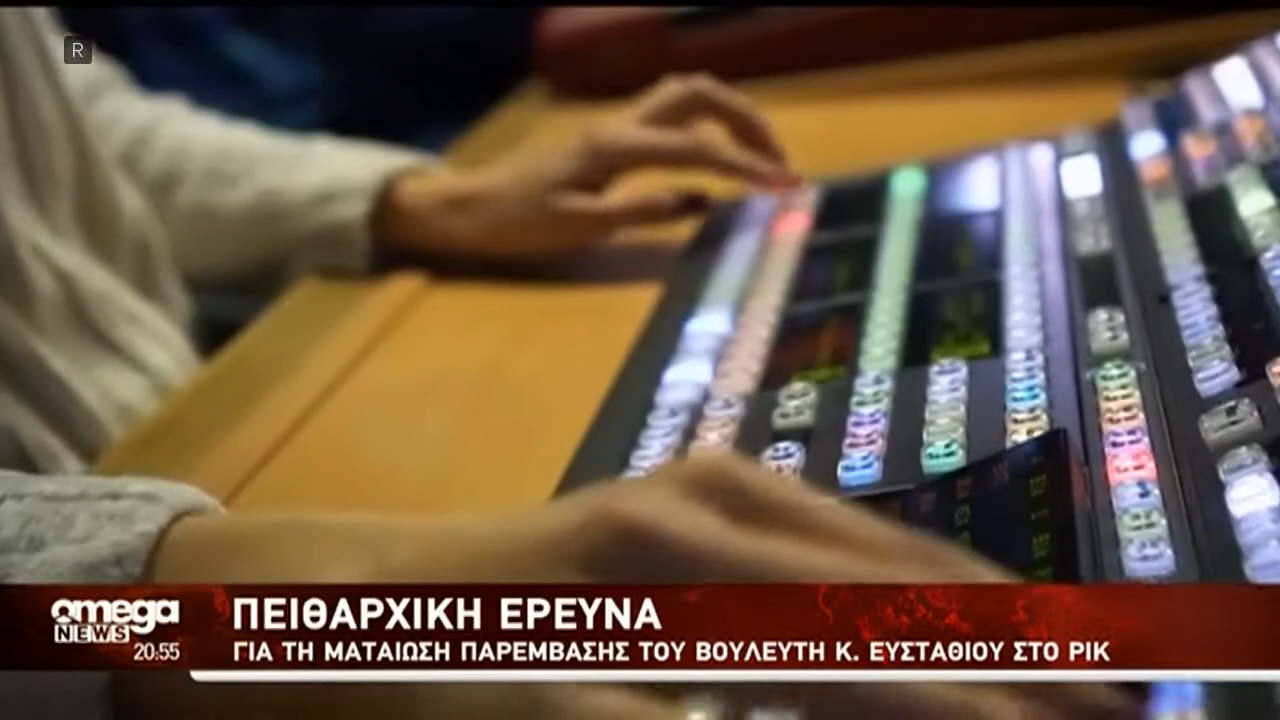 R
ΠΕΙΘΑΡΧΙΚΗ ΕΡΕΥΝΑ
omega
NEWS
20:55
ΓΙΑ ΤΗ ΜΑΤΑΙΩΣΗ ΠΑΡΕΜΒΑΣΗΣ ΤΟΥ ΒΟΥΛΕΥΤΗ Κ. ΕΥΣΤΑΘΙΟΥ ΣΤΟ ΡΙΚ